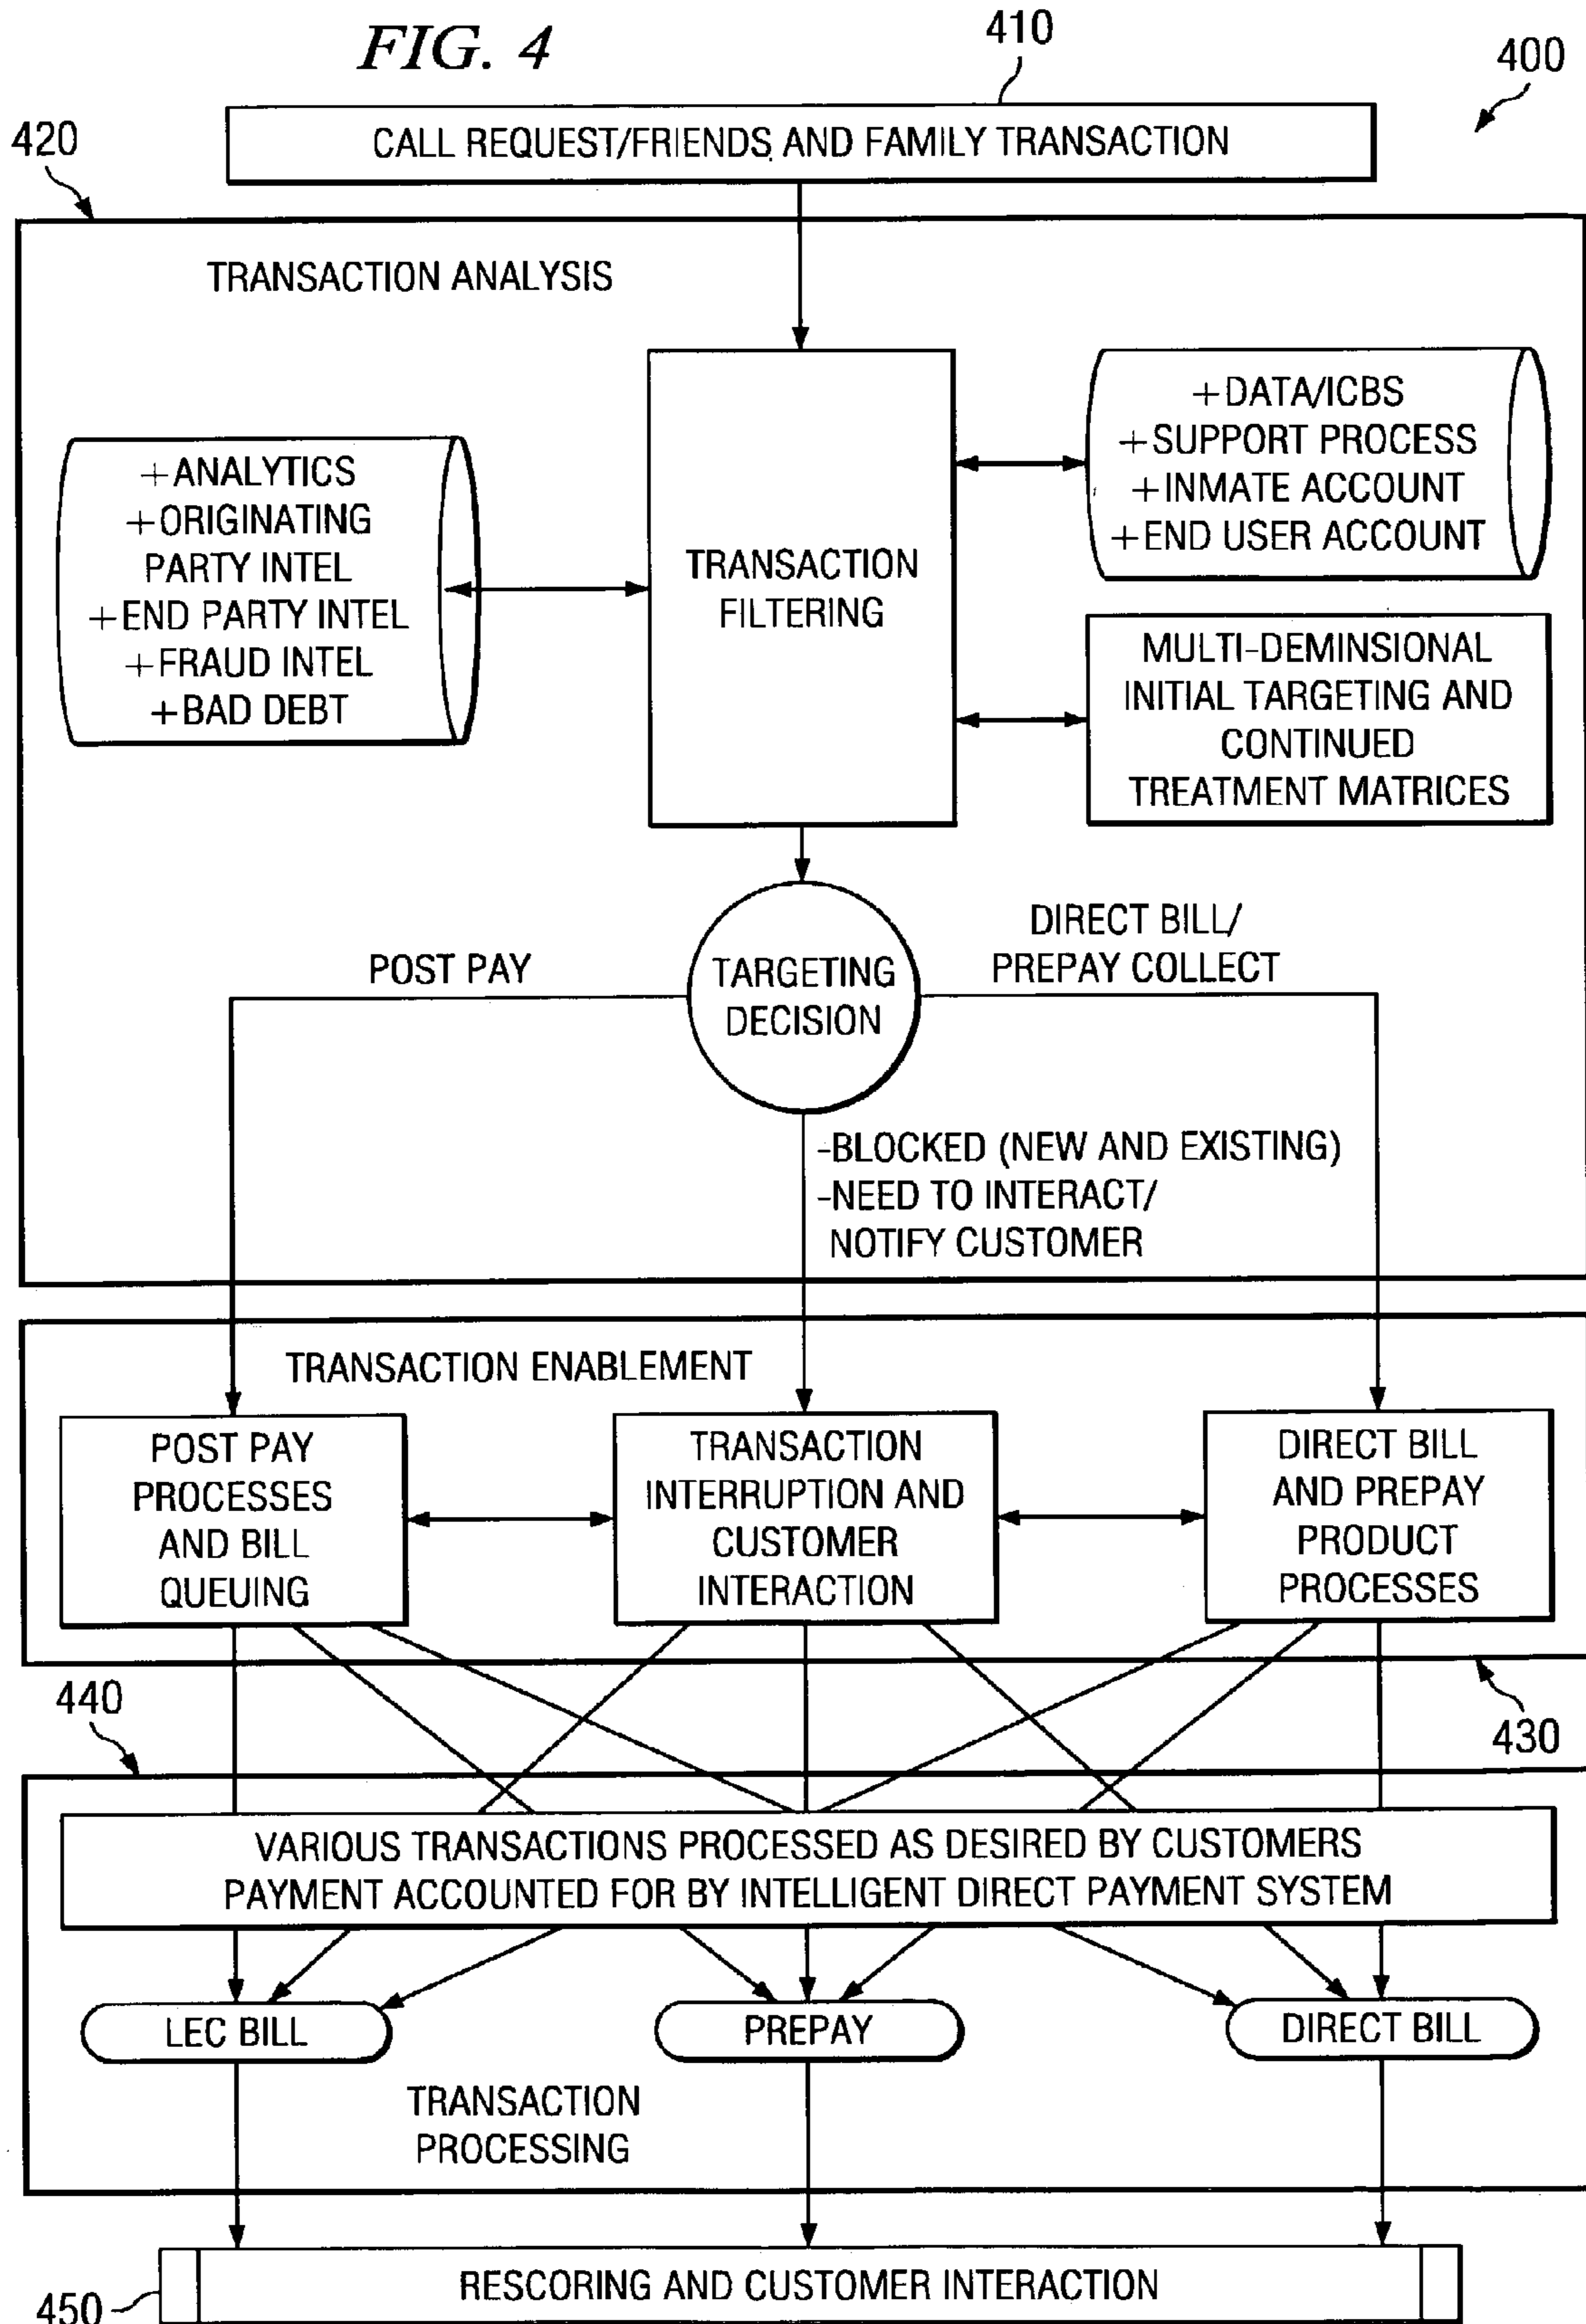 FIG. 4
410
400
CALL REQUEST/FRIENDS AND FAMILY TRANSACTION
420
TRANSACTION ANALYSIS
+ANALYTICS
+ORIGINATING
PARTY INTEL
+END PARTY INTEL
+FRAUD INTEL
+BAD DEBT
TRANSACTION
FILTERING
+DATA/ICBS
+SUPPORT PROCESS
+INMATE ACCOUNT
+END USER ACCOUNT
MULTI-DEMINSIONAL
INITIAL TARGETING AND
CONTINUED
TREATMENT MATRICES
POST PAY
TARGETING
DECISION
DIRECT BILL/
PREPAY COLLECT
-BLOCKED (NEW AND EXISTING)
-NEED TO INTERACT/
NOTIFY CUSTOMER
TRANSACTION ENABLEMENT
POST PAY
PROCESSES
AND BILL
QUEUING
TRANSACTION
INTERRUPTION AND
CUSTOMER
INTERACTION
DIRECT BILL
AND PREPAY
PRODUCT
PROCESSES
440
430
VARIOUS TRANSACTIONS PROCESSED AS DESIRED BY CUSTOMERS
PAYMENT ACCOUNTED FOR BY INTELLIGENT DIRECT PAYMENT SYSTEM
LEC BILL
PREPAY
DIRECT BILL
TRANSACTION
PROCESSING
RESCORING AND CUSTOMER INTERACTION
450